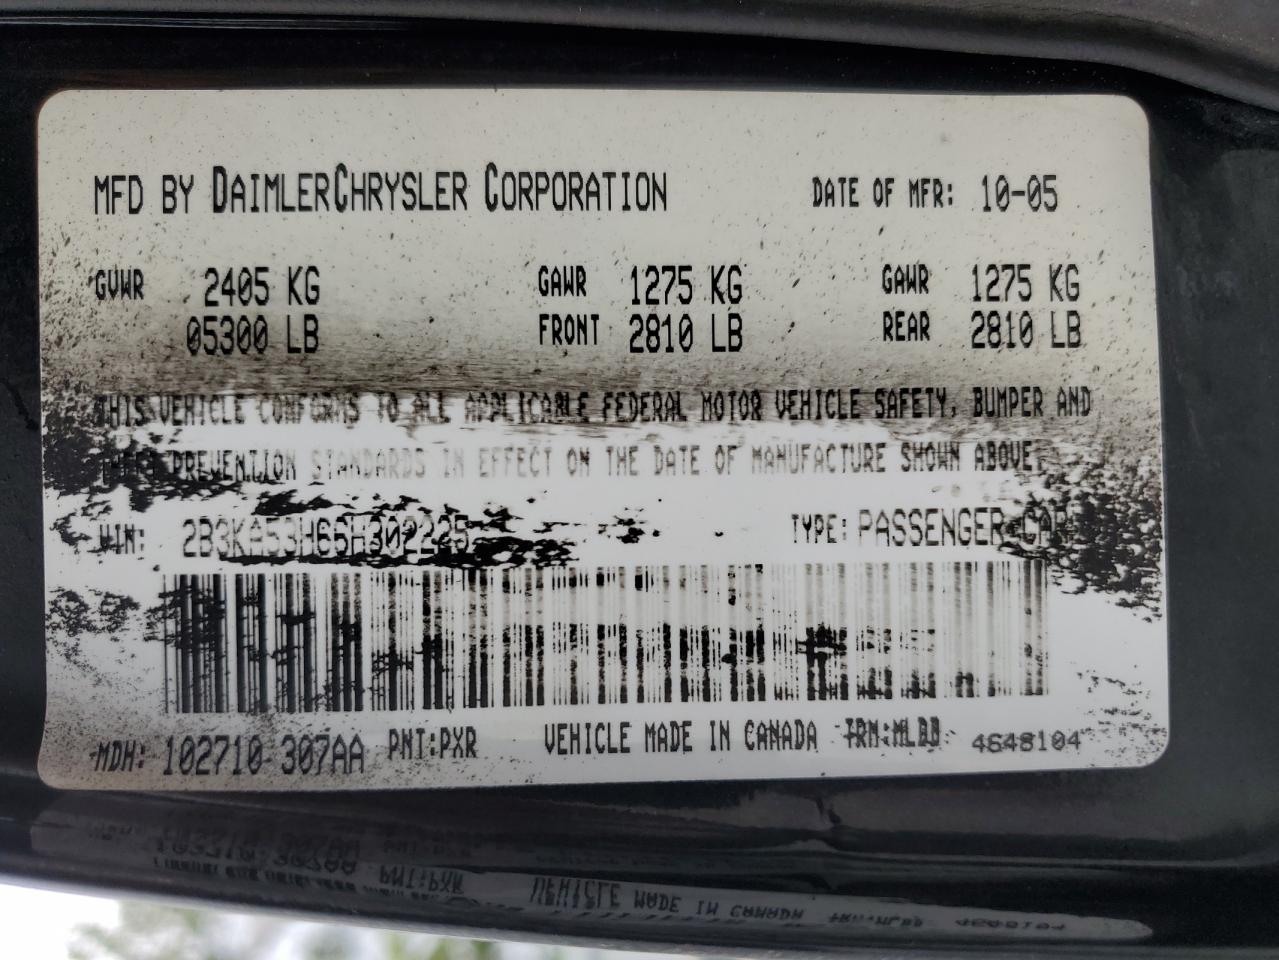 MFD BY DAIMLERCHRYSLER CORPORATION DATE OF MFR: 10-05
GVWR 2405 KG GAWR 1275 KG GAWR 1275 KG
05300 LB FRONT 2810 LB REAR 2810 LB
THIS VEHICLE CONFORMS TO ALL APPLICABLE FEDERAL MOTOR VEHICLE SAFETY, BUMPER AND
THEFT PREVENTION STANDARDS IN EFFECT ON THE DATE OF MANUFACTURE SHOWN ABOVE.
VIN: 2B3KA53H66H302225 TYPE: PASSENGER CAR
MDH: 102710 307AA PNT:PXR VEHICLE MADE IN CANADA TRM:MLDD 4648104